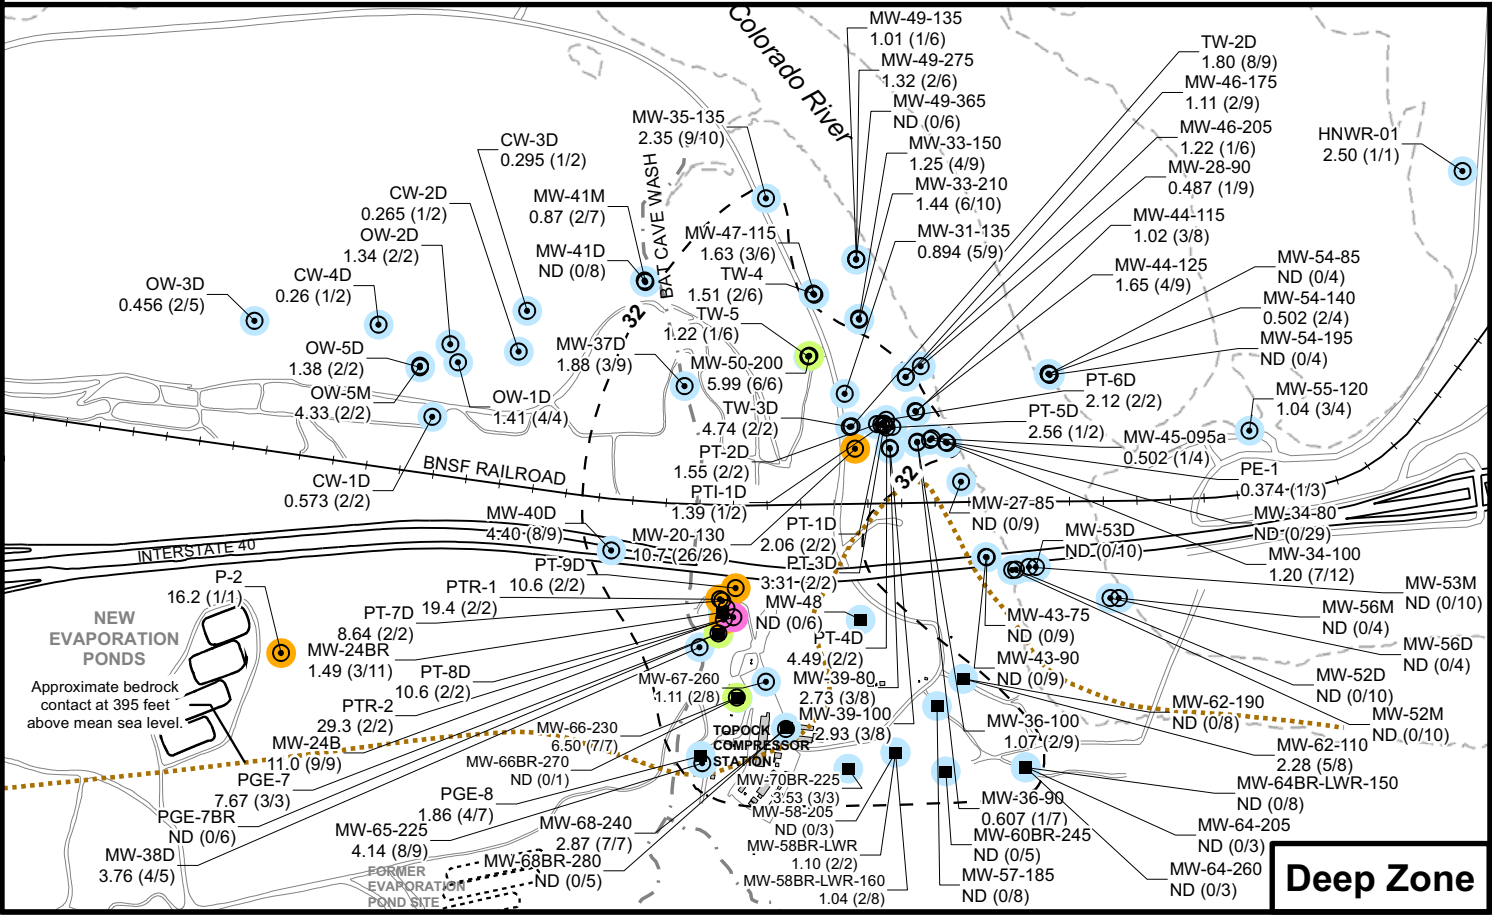 Colorado River
MW-49-135
1.01 (1/6)
MW-49-275
1.32 (2/6)
MW-49-365
ND (0/6)
MW-33-150
1.25 (4/9)
MW-33-210
1.44 (6/10)
MW-31-135
0.894 (5/9)
TW-2D
1.80 (8/9)
MW-46-175
1.11 (2/9)
MW-46-205
1.22 (1/6)
MW-28-90
0.487 (1/9)
MW-44-115
1.02 (3/8)
MW-44-125
1.65 (4/9)
HNWR-01
2.50 (1/1)
MW-54-85
ND (0/4)
MW-54-140
0.502 (2/4)
MW-54-195
ND (0/4)
MW-55-120
1.04 (3/4)
MW-35-135
2.35 (9/10)
BAT CAVE WASH
CW-3D
0.295 (1/2)
MW-41M
0.87 (2/7)
MW-41D
ND (0/8)
CW-2D
0.265 (1/2)
OW-2D
1.34 (2/2)
CW-4D
0.26 (1/2)
OW-3D
0.456 (2/5)
OW-5D
1.38 (2/2)
OW-5M
4.33 (2/2)
OW-1D
1.41 (4/4)
CW-1D
0.573 (2/2)
32
MW-47-115
1.63 (3/6)
TW-4
1.51 (2/6)
TW-5
1.22 (1/6)
MW-37D
1.88 (3/9)
MW-50-200
5.99 (6/6)
TW-3D
4.74 (2/2)
PT-2D
1.55 (2/2)
PTI-1D
1.39 (1/2)
PT-6D
2.12 (2/2)
PT-5D
2.56 (1/2)
MW-45-095a
0.502 (1/4)
PE-1
0.374 (1/3)
32
BNSF RAILROAD
INTERSTATE 40
MW-40D
4.40 (8/9)
MW-20-130
10.7 (26/26)
PT-1D
2.06 (2/2)
PT-3D
3.31 (2/2)
MW-27-85
ND (0/9)
MW-34-80
ND (0/29)
MW-53D
ND (0/10)
MW-34-100
1.20 (7/12)
MW-53M
ND (0/10)
MW-56M
ND (0/4)
MW-56D
ND (0/4)
MW-52D
ND (0/10)
MW-52M
ND (0/10)
PT-9D
10.6 (2/2)
PTR-1
19.4 (2/2)
P-2
16.2 (1/1)
PT-7D
8.64 (2/2)
MW-24BR
1.49 (3/11)
PT-8D
10.6 (2/2)
PTR-2
29.3 (2/2)
MW-24B
11.0 (9/9)
PGE-7
7.67 (3/3)
PGE-7BR
ND (0/6)
MW-38D
3.76 (4/5)
NEW
EVAPORATION
PONDS
Approximate bedrock
contact at 395 feet
above mean sea level.
MW-48
ND (0/6)
PT-4D
4.49 (2/2)
MW-39-80
2.73 (3/8)
MW-39-100
2.93 (3/8)
MW-43-75
ND (0/9)
MW-43-90
ND (0/9)
MW-67-260
1.11 (2/8)
MW-66-230
6.50 (7/7)
MW-66BR-270
ND (0/1)
PGE-8
1.86 (4/7)
MW-65-225
4.14 (8/9)
MW-68-240
2.87 (7/7)
MW-68BR-280
ND (0/5)
TOPOCK
COMPRESSOR
STATION
MW-70BR-225
3.53 (3/3)
MW-58-205
ND (0/3)
MW-58BR-LWR
1.10 (2/2)
MW-58BR-LWR-160
1.04 (2/8)
MW-36-100
1.07 (2/9)
MW-36-90
0.607 (1/7)
MW-60BR-245
ND (0/5)
MW-57-185
ND (0/8)
MW-62-190
ND (0/8)
MW-62-110
2.28 (5/8)
MW-64BR-LWR-150
ND (0/8)
MW-64-205
ND (0/3)
MW-64-260
ND (0/3)
FORMER
EVAPORATION
POND SITE
Deep Zone